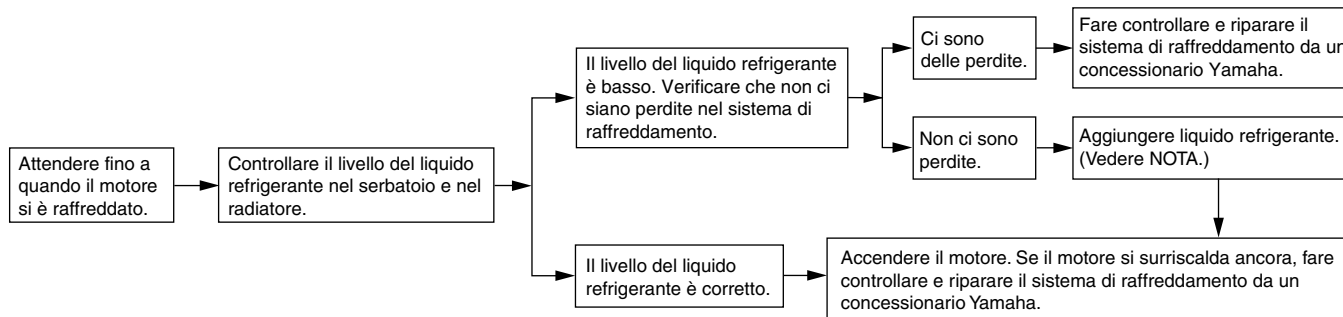 Attendere fino a
quando il motore
si è raffreddato.
Controllare il livello del liquido
refrigerante nel serbatoio e nel
radiatore.
Il livello del liquido refrigerante
è basso. Verificare che non ci
siano perdite nel sistema di
raffreddamento.
Ci sono
delle perdite.
Fare controllare e riparare il
sistema di raffreddamento da un
concessionario Yamaha.
Non ci sono
perdite.
Aggiungere liquido refrigerante.
(Vedere NOTA.)
Il livello del liquido
refrigerante è corretto.
Accendere il motore. Se il motore si surriscalda ancora, fare
controllare e riparare il sistema di raffreddamento da un
concessionario Yamaha.